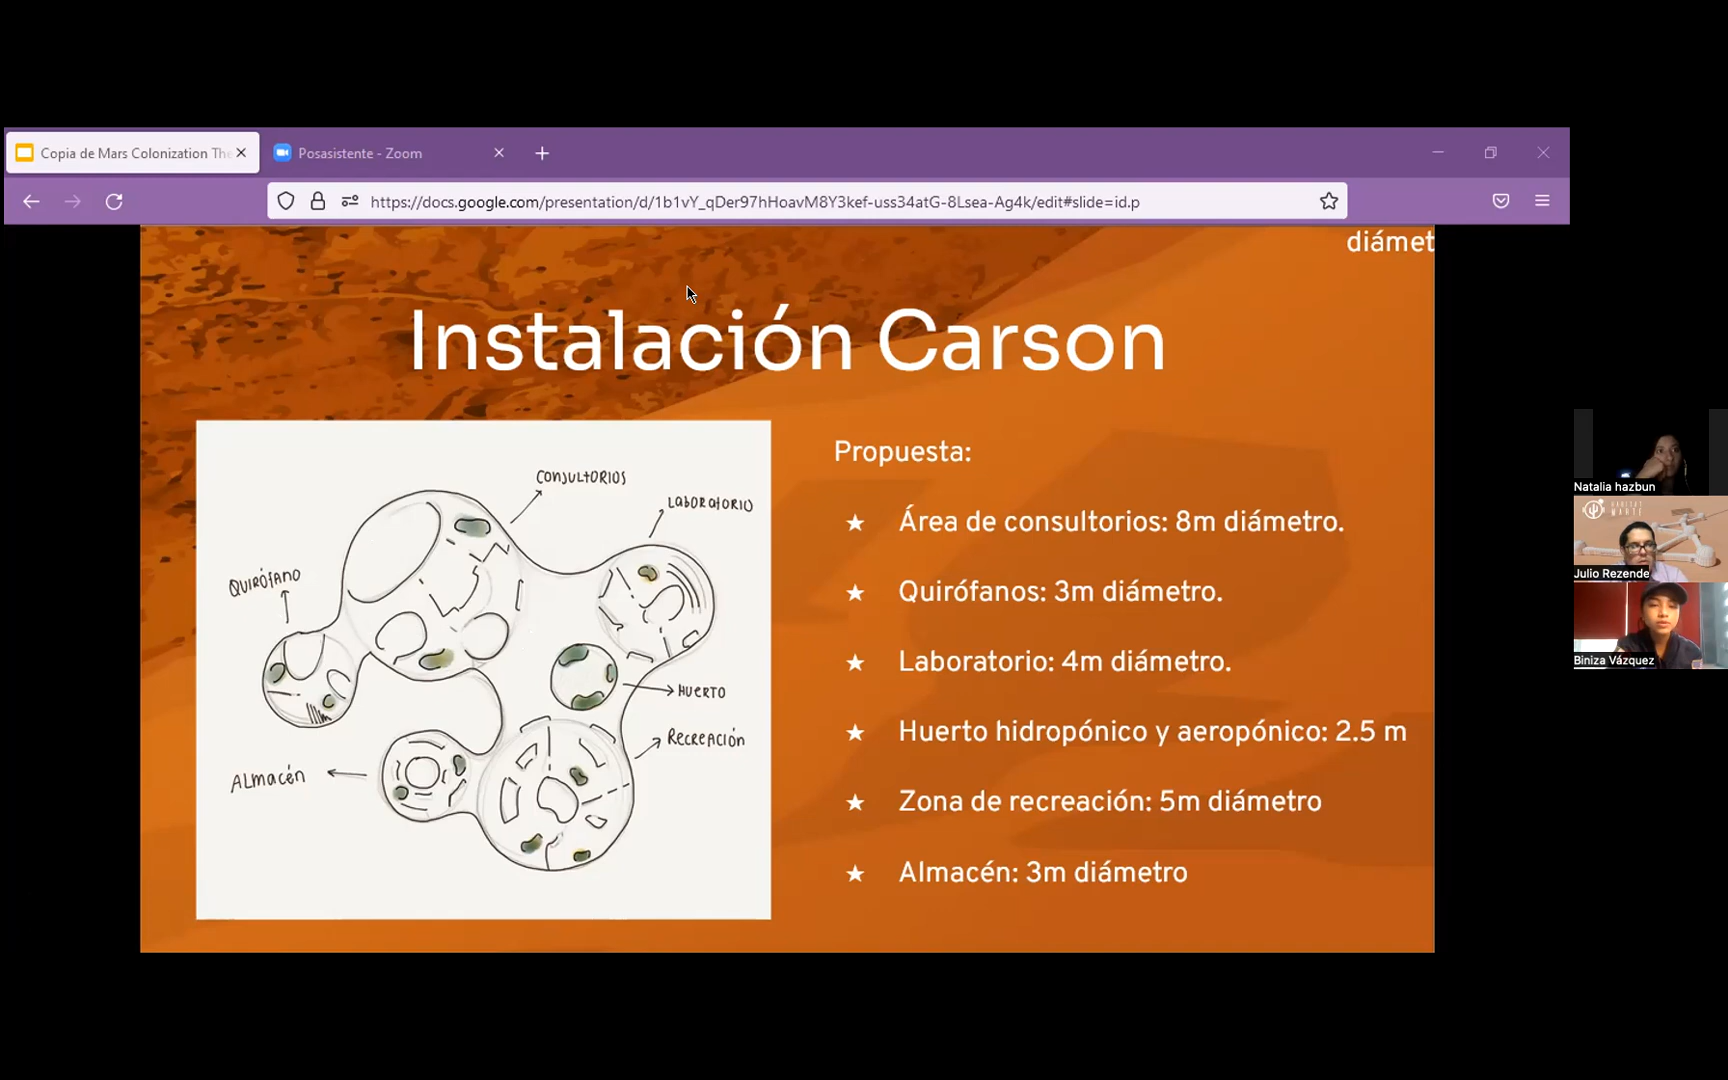 Copia de Mars Colonization The
Posasistente - Zoom
https://docs.google.com/presentation/d/1b1vY_qDer97hHoavM8Y3kef-uss34atG-8Lsea-Ag4k/edit#slide=id.p
diámet
Instalación Carson
CONSULTORIOS
LABORATORIO
QUIRÓFANO
HUERTO
RECREACIÓN
ALMACÉN
Propuesta:
★ Área de consultorios: 8m diámetro.
★ Quirófanos: 3m diámetro.
★ Laboratorio: 4m diámetro.
★ Huerto hidropónico y aeropónico: 2.5 m
★ Zona de recreación: 5m diámetro
★ Almacén: 3m diámetro
Natalia hazbun
HABITAT
MARTE
Julio Rezende
Biniza Vázquez